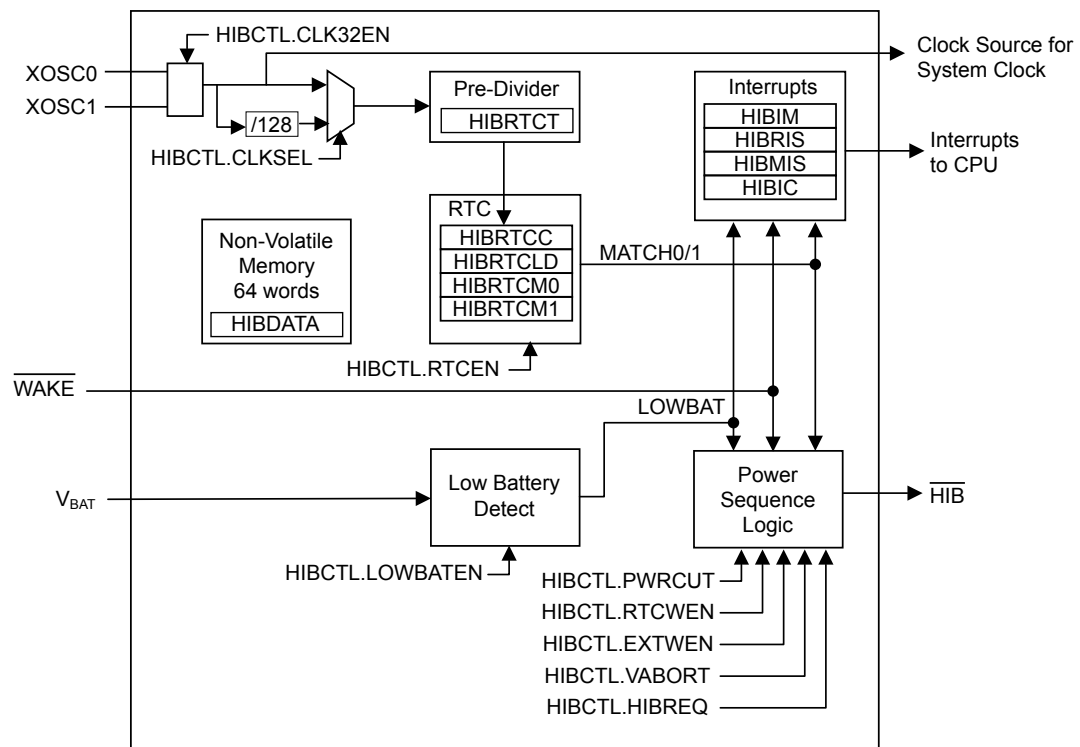 HIBCTL.CLK32EN
XOSC0
XOSC1
/128
HIBCTL.CLKSEL
Pre-Divider
HIBRTCT
Clock Source for
System Clock
Interrupts
HIBIM
HIBRIS
HIBMIS
HIBIC
Interrupts
to CPU
RTC
HIBRTCC
HIBRTCLD
HIBRTCM0
HIBRTCM1
MATCH0/1
Non-Volatile
Memory
64 words
HIBDATA
HIBCTL.RTCEN
WAKE
LOWBAT
VBAT
Low Battery
Detect
HIBCTL.LOWBATEN
Power
Sequence
Logic
HIB
HIBCTL.PWRCUT
HIBCTL.RTCWEN
HIBCTL.EXTWEN
HIBCTL.VABORT
HIBCTL.HIBREQ